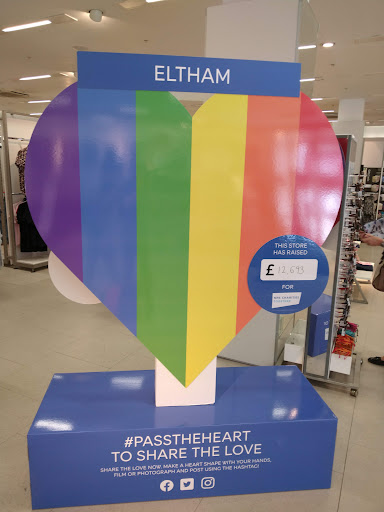 ELTHAM
THIS STORE
HAS RAISED
£ 12,693
FOR
#PASSTHEHEART
TO SHARE THE LOVE
SHARE THE LOVE NOW. MAKE A HEART SHAPE WITH YOUR HANDS,
FILM OR PHOTOGRAPH AND POST USING THE HASHTAG!